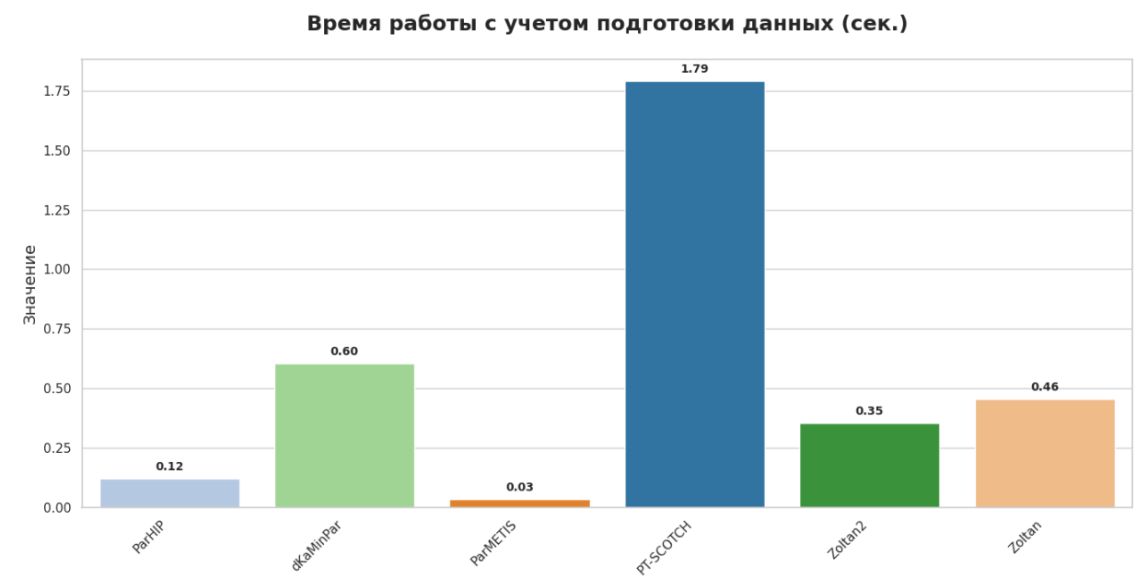 Время работы с учетом подготовки данных (сек.)
Значение
1.75
1.50
1.25
1.00
0.75
0.50
0.25
0.00
0.12
0.60
0.03
1.79
0.35
0.46
ParHIP
dKaMinPar
ParMETIS
PT-SCOTCH
Zoltan2
Zoltan